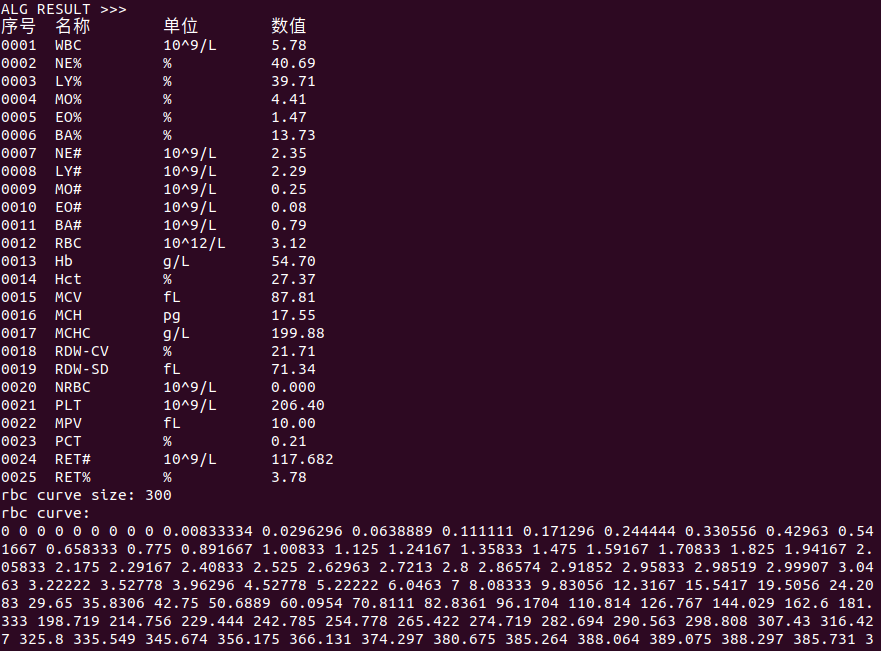 ALG RESULT >>>
序号 名称 单位 数值
0001 WBC 10^9/L 5.78
0002 NE% % 40.69
0003 LY% % 39.71
0004 MO% % 4.41
0005 EO% % 1.47
0006 BA% % 13.73
0007 NE# 10^9/L 2.35
0008 LY# 10^9/L 2.29
0009 MO# 10^9/L 0.25
0010 EO# 10^9/L 0.08
0011 BA# 10^9/L 0.79
0012 RBC 10^12/L 3.12
0013 Hb g/L 54.70
0014 Hct % 27.37
0015 MCV fL 87.81
0016 MCH pg 17.55
0017 MCHC g/L 199.88
0018 RDW-CV % 21.71
0019 RDW-SD fL 71.34
0020 NRBC 10^9/L 0.000
0021 PLT 10^9/L 206.40
0022 MPV fL 10.00
0023 PCT % 0.21
0024 RET# 10^9/L 117.682
0025 RET% % 3.78
rbc curve size: 300
rbc curve:
0 0 0 0 0 0 0 0 0 0.00833334 0.0296296 0.0638889 0.111111 0.171296 0.244444 0.330556 0.42963 0.54
1667 0.658333 0.775 0.891667 1.00833 1.125 1.24167 1.35833 1.475 1.59167 1.70833 1.825 1.94167 2.
05833 2.175 2.29167 2.40833 2.525 2.62963 2.7213 2.8 2.86574 2.91852 2.95833 2.98519 2.99907 3.04
63 3.22222 3.52778 3.96296 4.52778 5.22222 6.0463 7 8.08333 9.83056 12.3167 15.5417 19.5056 24.20
83 29.65 35.8306 42.75 50.6889 60.0954 70.8111 82.8361 96.1704 110.814 126.767 144.029 162.6 181.
333 198.719 214.756 229.444 242.785 254.778 265.422 274.719 282.694 290.563 298.808 307.43 316.42
7 325.8 335.549 345.674 356.175 366.131 374.297 380.675 385.264 388.064 389.075 388.297 385.731 3